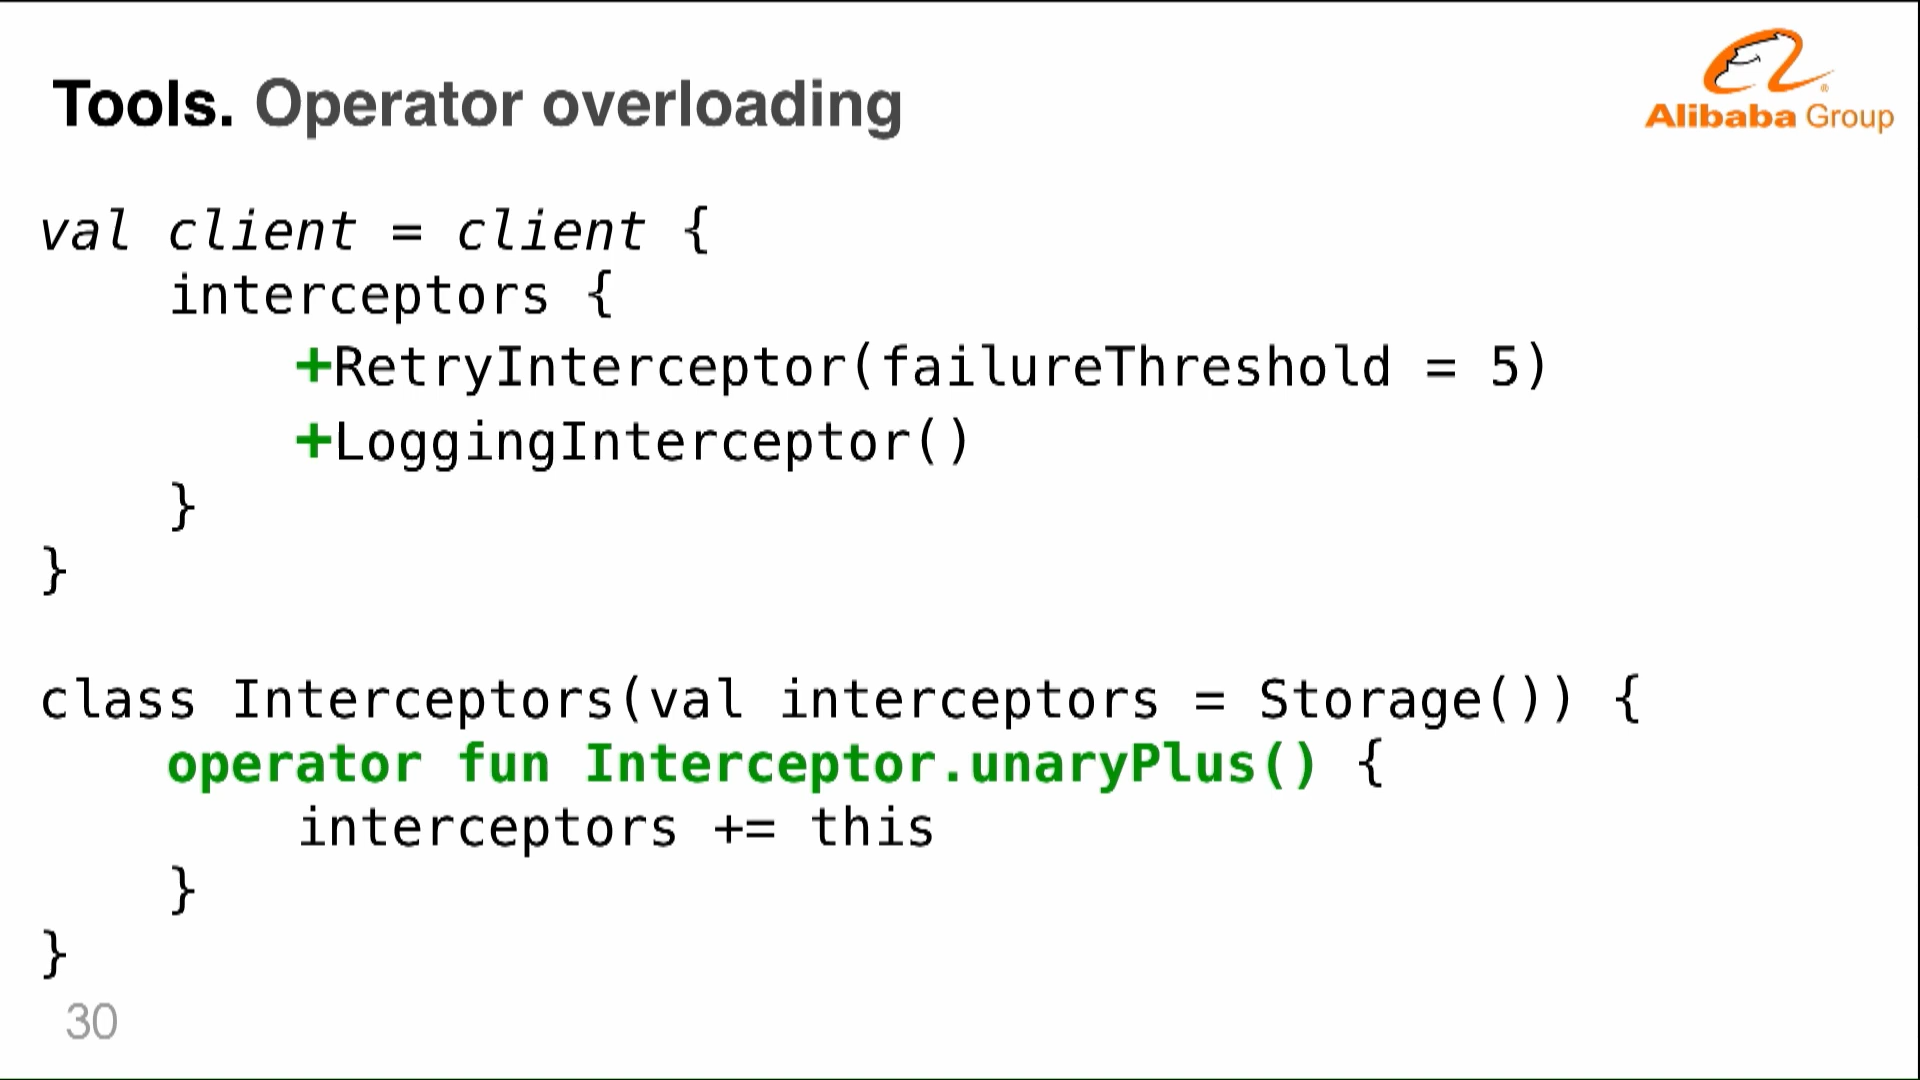 Tools. Operator overloading
Alibaba Group
val client = client {
    interceptors {
        +RetryInterceptor(failureThreshold = 5)
        +LoggingInterceptor()
    }
}
class Interceptors(val interceptors = Storage()) {
    operator fun Interceptor.unaryPlus() {
        interceptors += this
    }
}
30